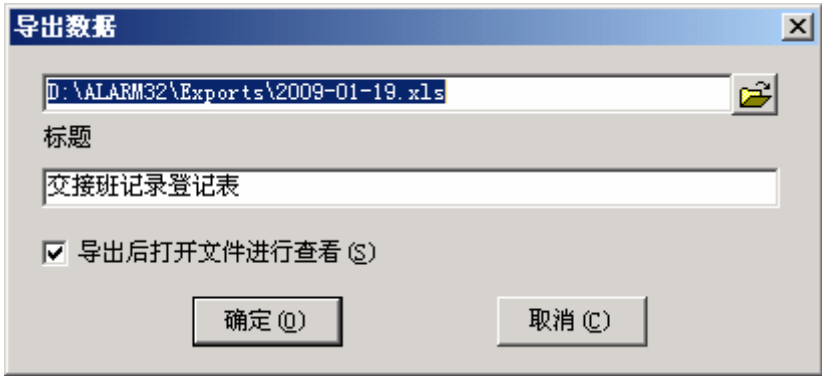 导出数据
D:\ALARM32\Exports\2009-01-19.xls
标题
交接班记录登记表
导出后打开文件进行查看(S)
确定(O)
取消(C)